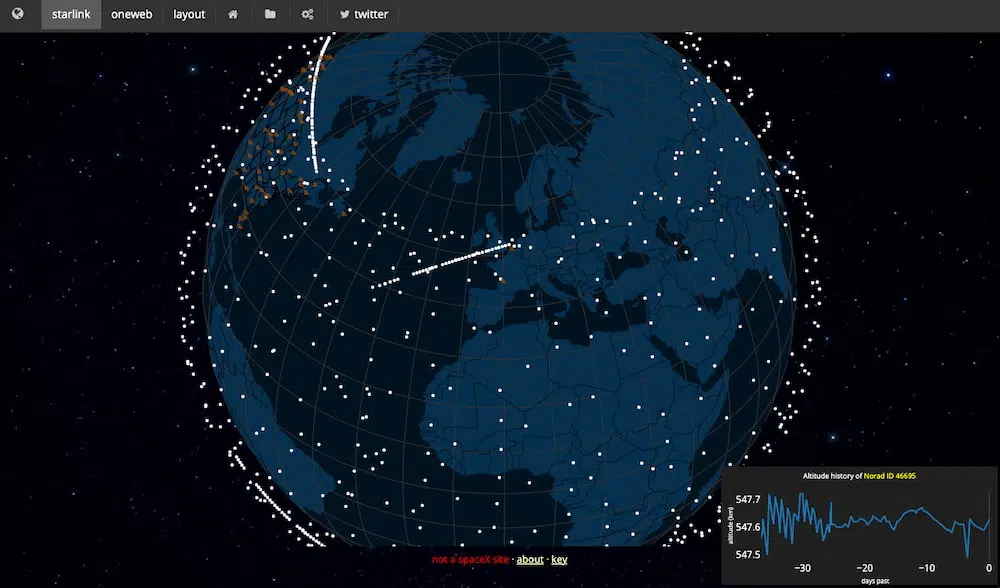 starlink oneweb layout twitter
not a spaceX site · about · key
Altitude history of Norad ID 46695
altitude (km)
547.7
547.6
547.5
−30 −20 −10 0
days past